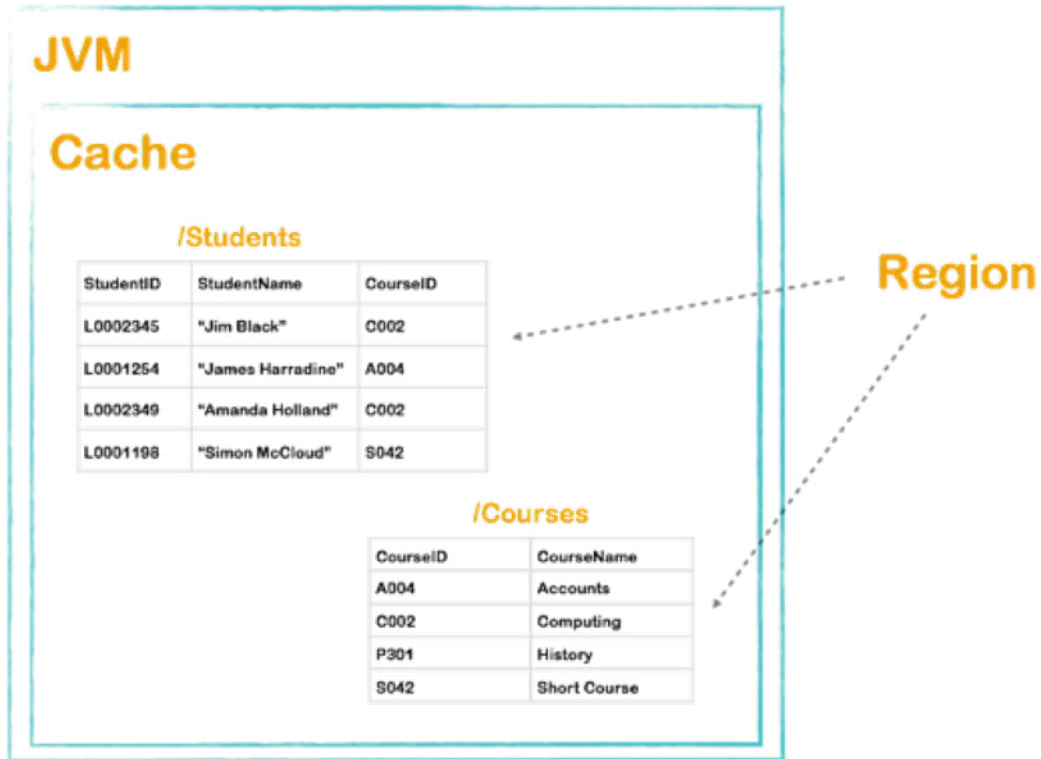 JVM
Cache
/Students
StudentID StudentName CourseID
L0002345 "Jim Black" C002
L0001254 "James Harradine" A004
L0002349 "Amanda Holland" C002
L0001198 "Simon McCloud" S042
Region
/Courses
CourseID CourseName
A004 Accounts
C002 Computing
P301 History
S042 Short Course